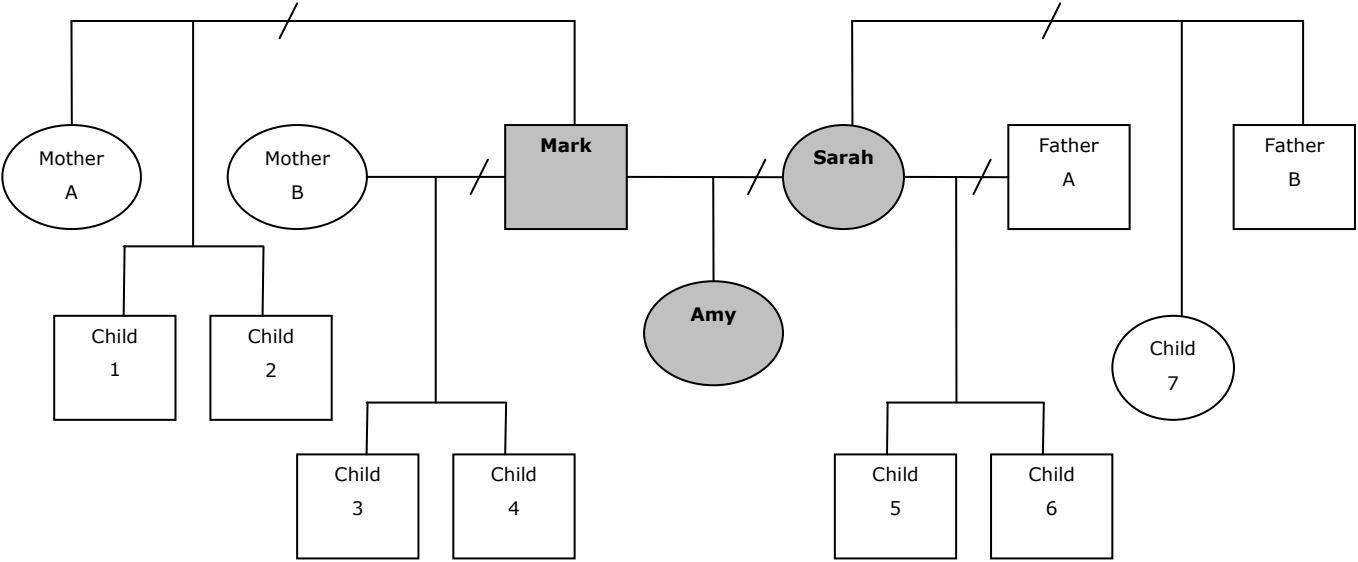 Mother
A
Mother
B
Mark
Sarah
Father
A
Father
B
Amy
Child
1
Child
2
Child
7
Child
3
Child
4
Child
5
Child
6